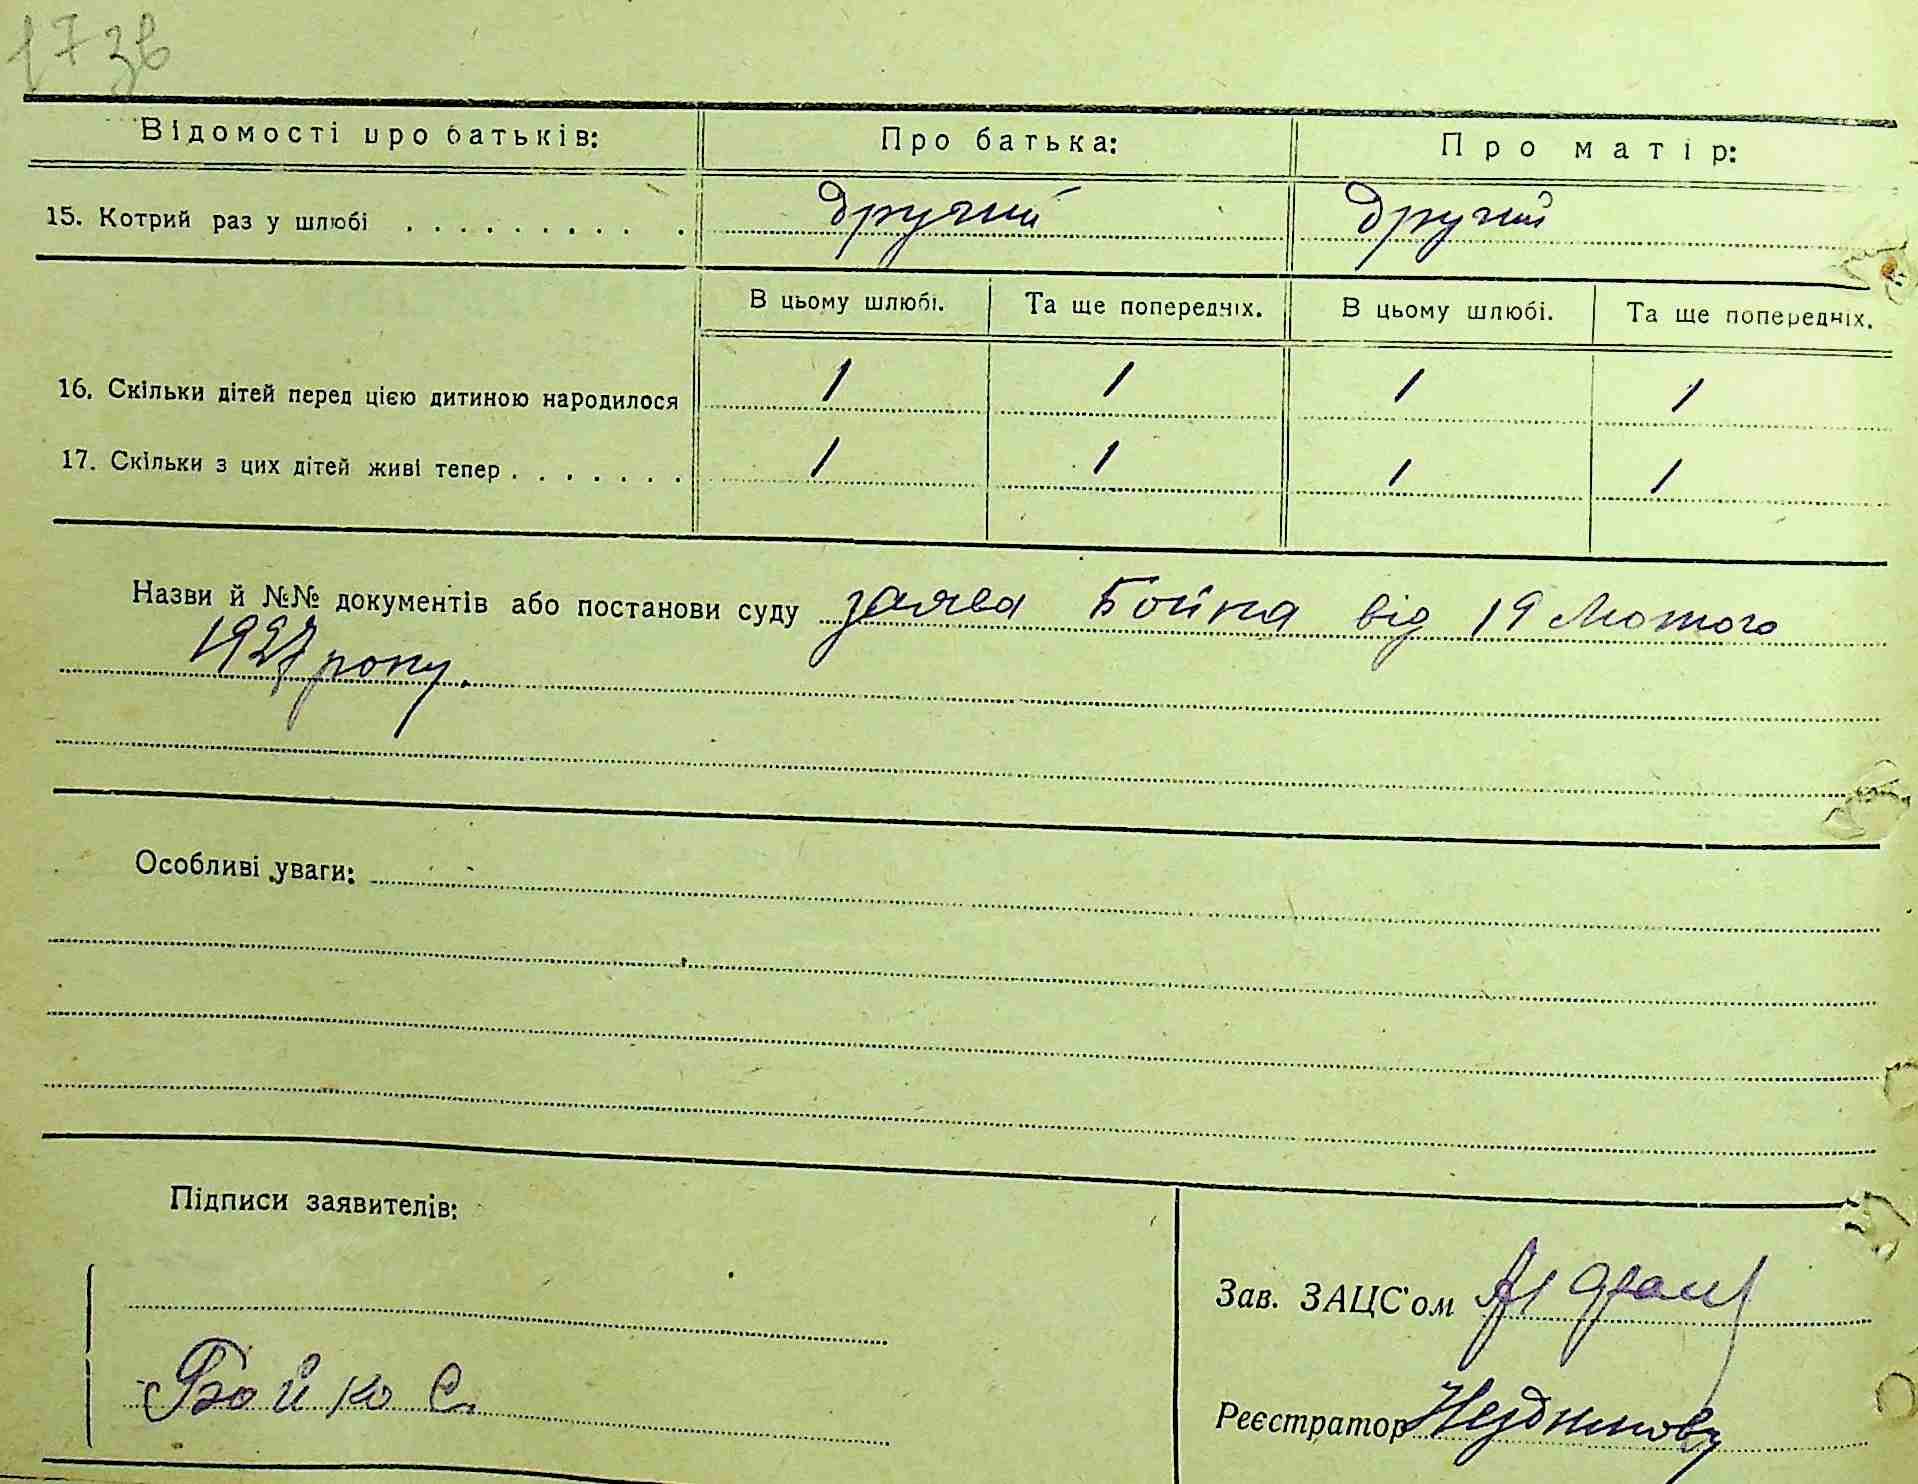 17 зв
Відомості про батьків: Про батька: Про матір:
15. Котрий раз у шлюбі . . . . . . . . . . другий другий
В цьому шлюбі. Та ще попередніх. В цьому шлюбі. Та ще попередніх.
16. Скільки дітей перед цією дитиною народилося 1 1 1 1
17. Скільки з цих дітей живі тепер . . . . . . . 1 1 1 1
Назви й №№ документів або постанови суду заява Бойка від 19 Лютого
1927 року.
Особливі уваги:
Підписи заявителів:
Зав. ЗАЦС'ом
Бойко С.
Реєстратор